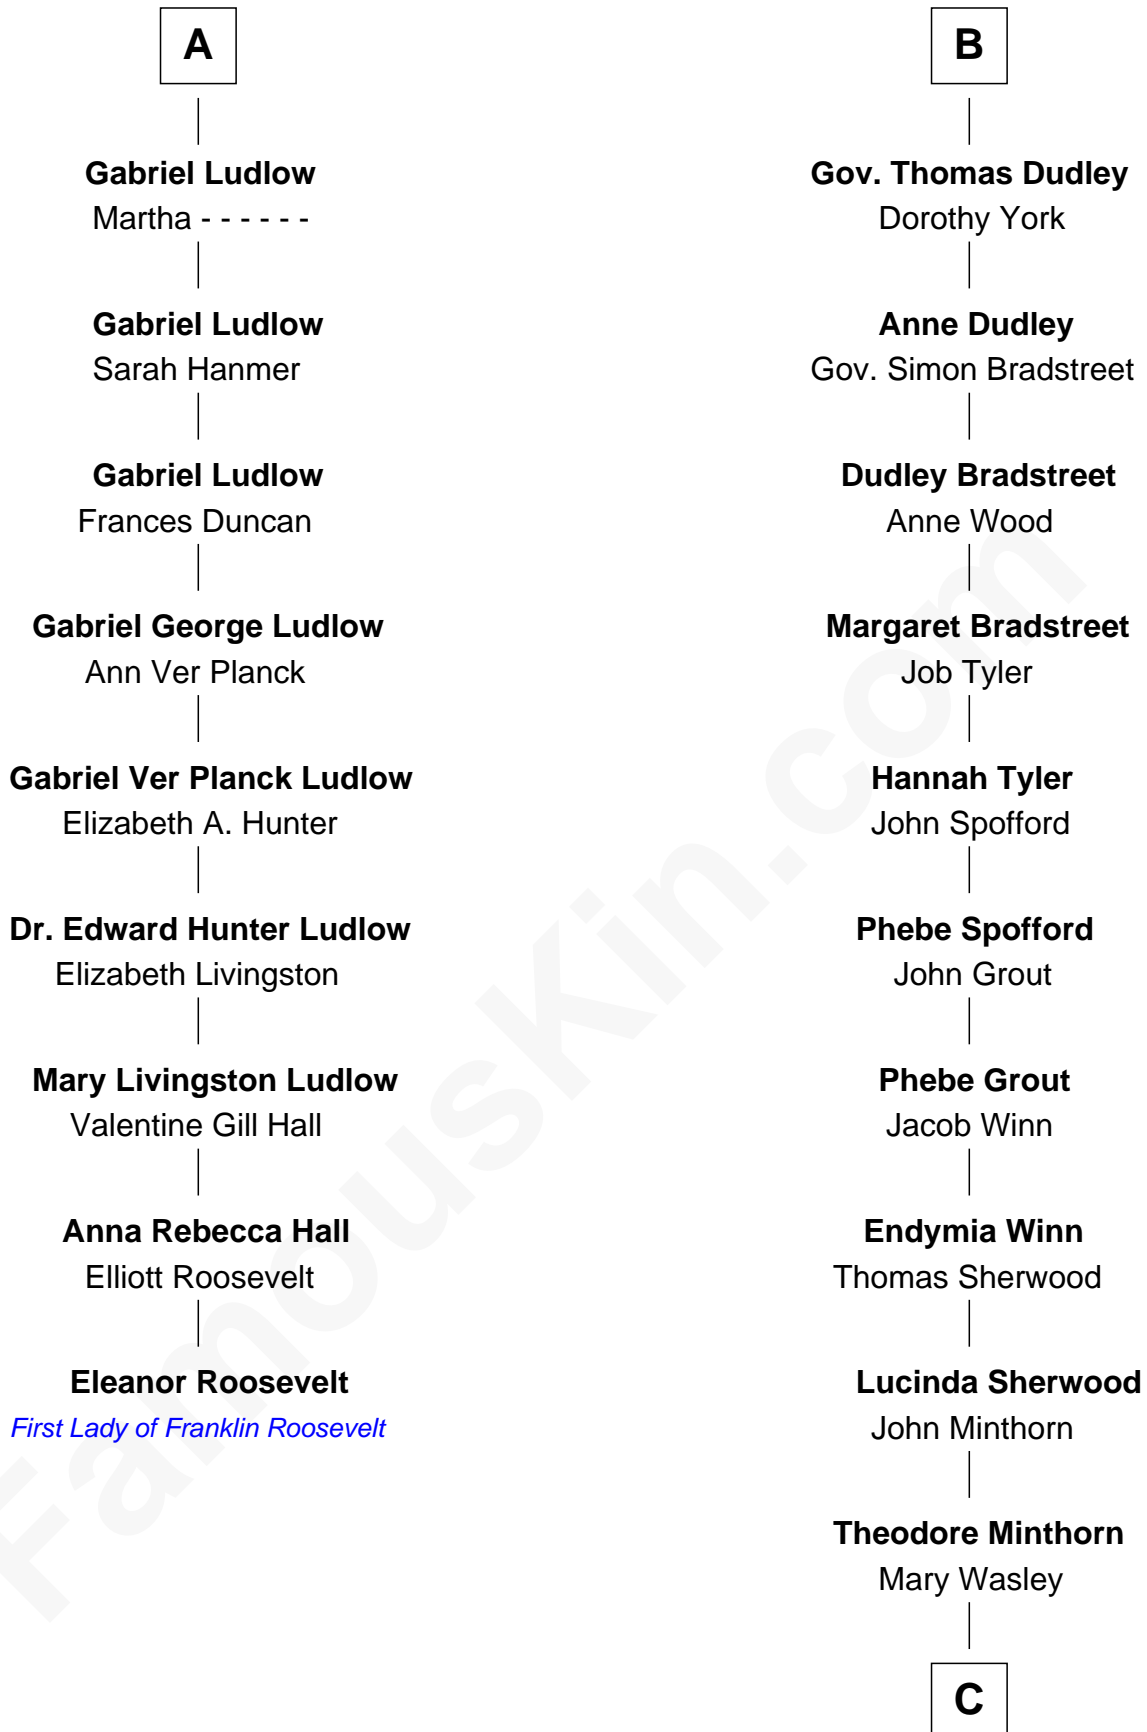 A
Gabriel Ludlow
Martha - - - - - -
Gabriel Ludlow
Sarah Hanmer
Gabriel Ludlow
Frances Duncan
Gabriel George Ludlow
Ann Ver Planck
Gabriel Ver Planck Ludlow
Elizabeth A. Hunter
Dr. Edward Hunter Ludlow
Elizabeth Livingston
Mary Livingston Ludlow
Valentine Gill Hall
Anna Rebecca Hall
Elliott Roosevelt
Eleanor Roosevelt
First Lady of Franklin Roosevelt
B
Gov. Thomas Dudley
Dorothy York
Anne Dudley
Gov. Simon Bradstreet
Dudley Bradstreet
Anne Wood
Margaret Bradstreet
Job Tyler
Hannah Tyler
John Spofford
Phebe Spofford
John Grout
Phebe Grout
Jacob Winn
Endymia Winn
Thomas Sherwood
Lucinda Sherwood
John Minthorn
Theodore Minthorn
Mary Wasley
C
FamousKin.com